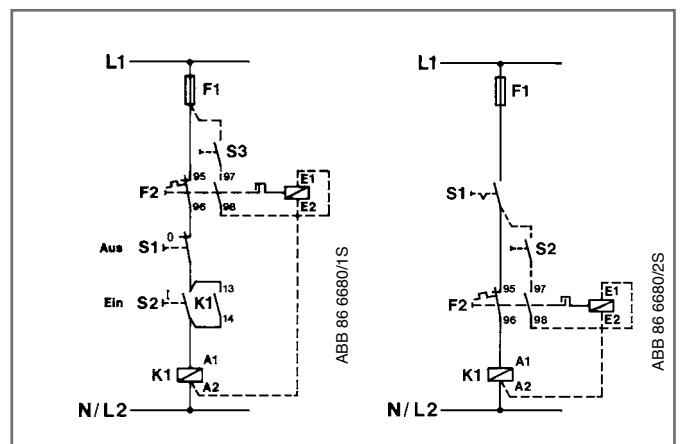 L1
F1
S3
95 97
F2
96 98
E1
E2
0
Aus S1
I
Ein S2
K1
13
14
K1
A1
A2
N/L2
ABB 86 6680/1S
L1
F1
S1
S2
95 97
F2
96 98
E1
E2
K1
A1
A2
N/L2
ABB 86 6680/2S